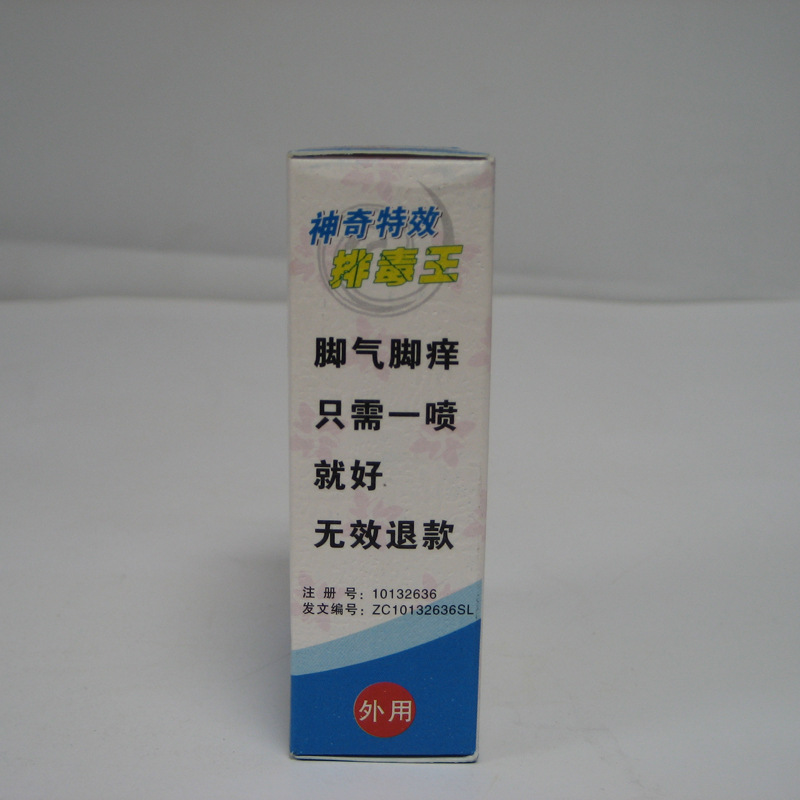 神奇特效
排毒王
脚气脚痒
只需一喷
就好
无效退款
注 册 号：10132636
发文编号：ZC10132636SL
外用